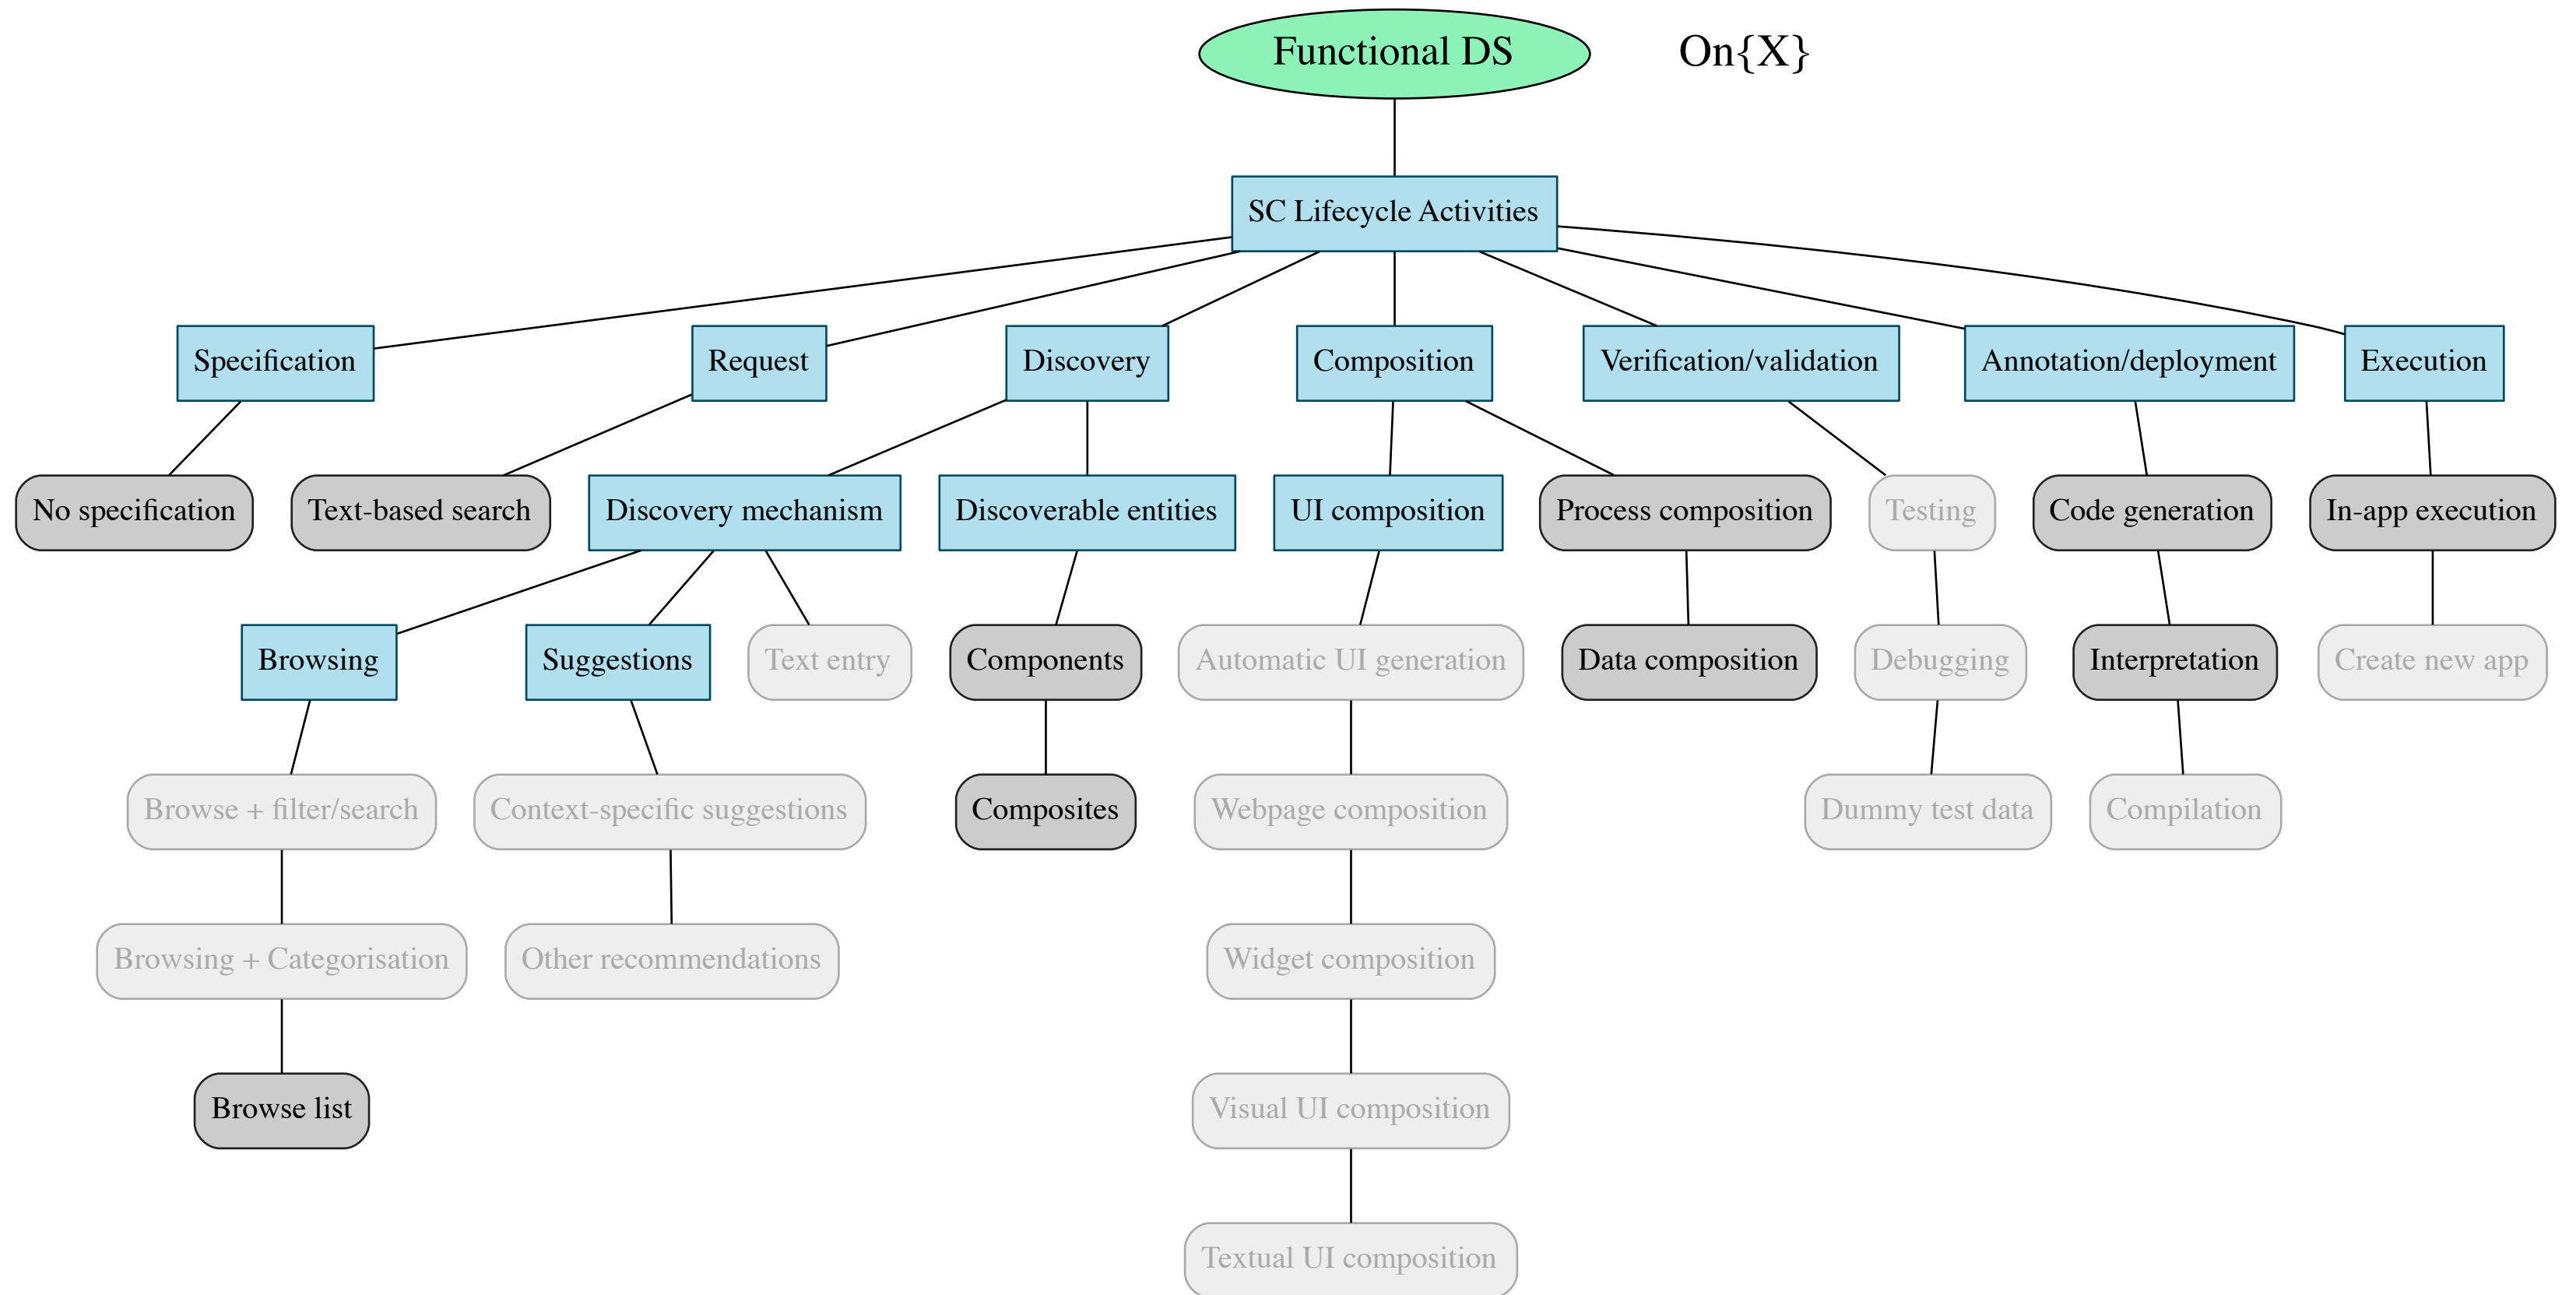 Functional DS
On{X}
SC Lifecycle Activities
Specification
Request
Discovery
Composition
Verification/validation
Annotation/deployment
Execution
No specification
Text-based search
Discovery mechanism
Discoverable entities
UI composition
Process composition
Testing
Code generation
In-app execution
Browsing
Suggestions
Text entry
Components
Automatic UI generation
Data composition
Debugging
Interpretation
Create new app
Browse + filter/search
Context-specific suggestions
Composites
Webpage composition
Dummy test data
Compilation
Browsing + Categorisation
Other recommendations
Widget composition
Browse list
Visual UI composition
Textual UI composition